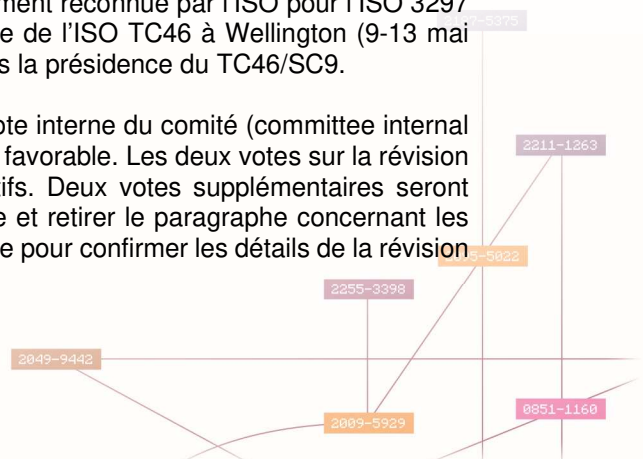 ment reconnue par l'ISO pour l'ISO 3297
e de l'ISO TC46 à Wellington (9-13 mai
s la présidence du TC46/SC9.
ote interne du comité (committee internal
favorable. Les deux votes sur la révision
tifs. Deux votes supplémentaires seront
e et retirer le paragraphe concernant les
e pour confirmer les détails de la révision
2211-1263
-5022
2255-3398
2049-9442
0851-1160
2009-5929